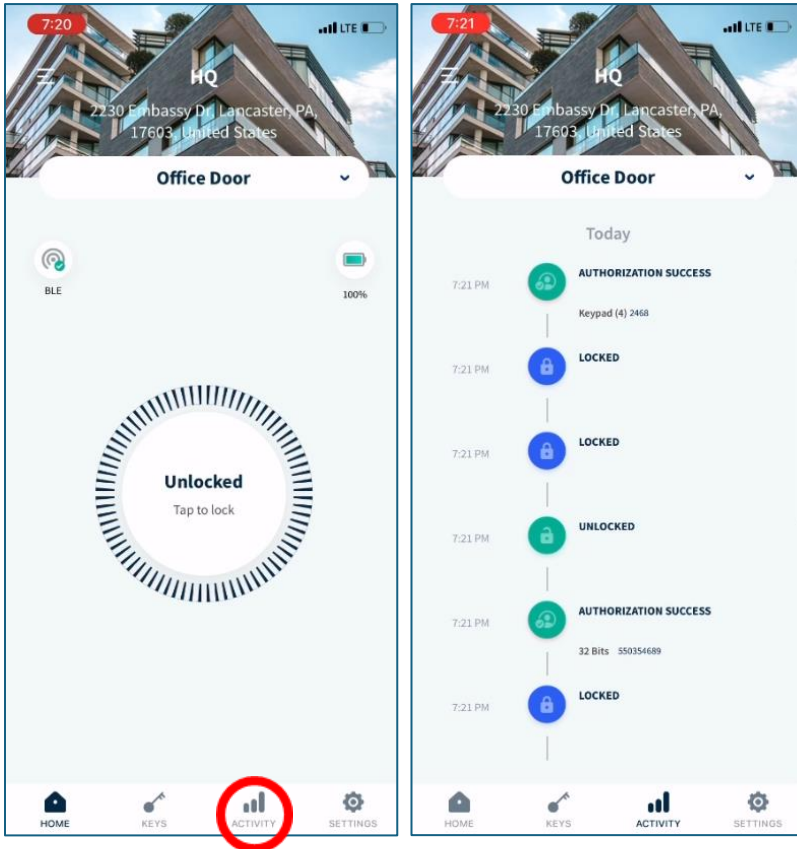 7:20
LTE
HQ
2230 Embassy Dr, Lancaster, PA,
17603, United States
Office Door
BLE
100%
Unlocked
Tap to lock
HOME
KEYS
ACTIVITY
SETTINGS
7:21
LTE
HQ
2230 Embassy Dr, Lancaster, PA,
17603, United States
Office Door
Today
7:21 PM
AUTHORIZATION SUCCESS
Keypad (4) 2468
7:21 PM
LOCKED
7:21 PM
LOCKED
7:21 PM
UNLOCKED
7:21 PM
AUTHORIZATION SUCCESS
32 Bits 550354689
7:21 PM
LOCKED
HOME
KEYS
ACTIVITY
SETTINGS